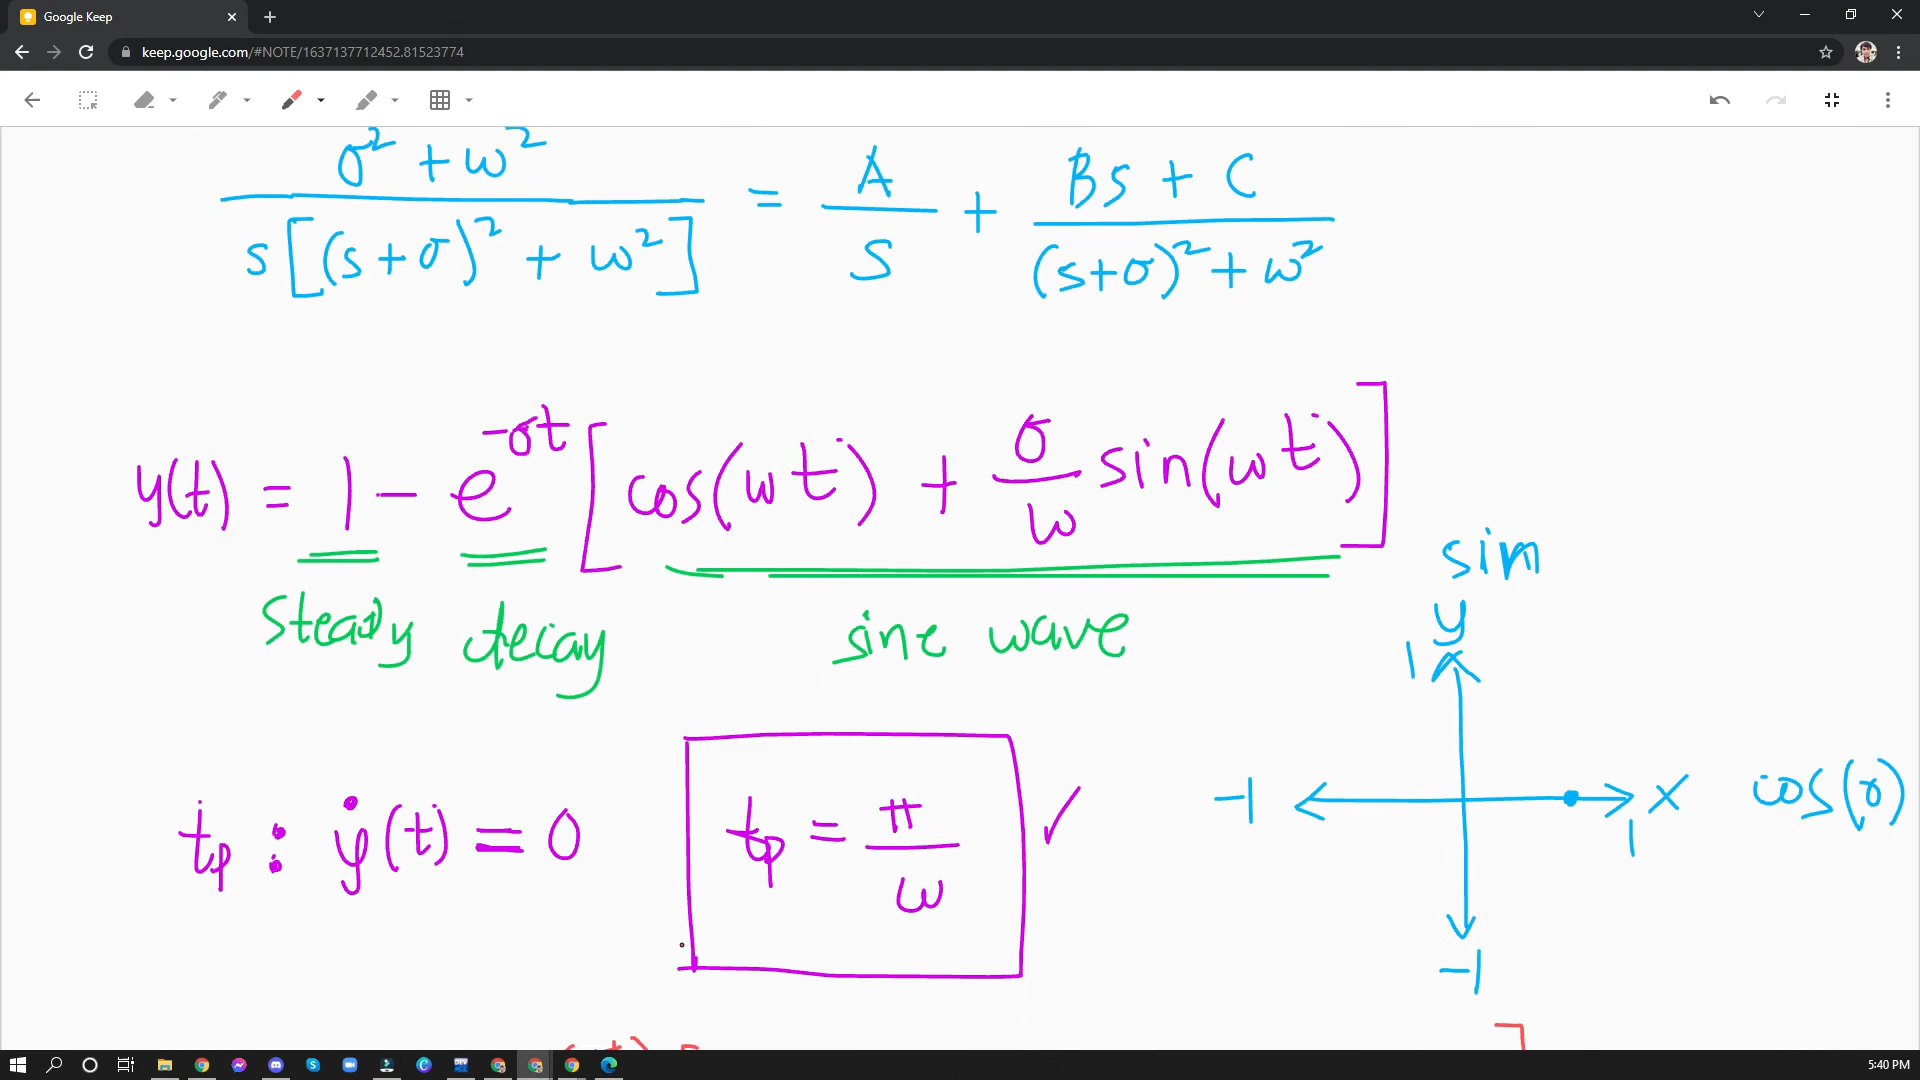 Google Keep
keep.google.com/#NOTE/1637137712452.81523774
σ² + ω² / s[(s+σ)² + ω²] = A / s + Bs + C / (s+σ)² + ω²
y(t) = 1 - e^-σt [cos(ωt) + σ/ω sin(ωt)]
steady decay sine wave
sin
y
1
tp : ẏ(t) = 0
tp = π / ω ✓
-1 x cos(σ)
1
-1
5:40 PM